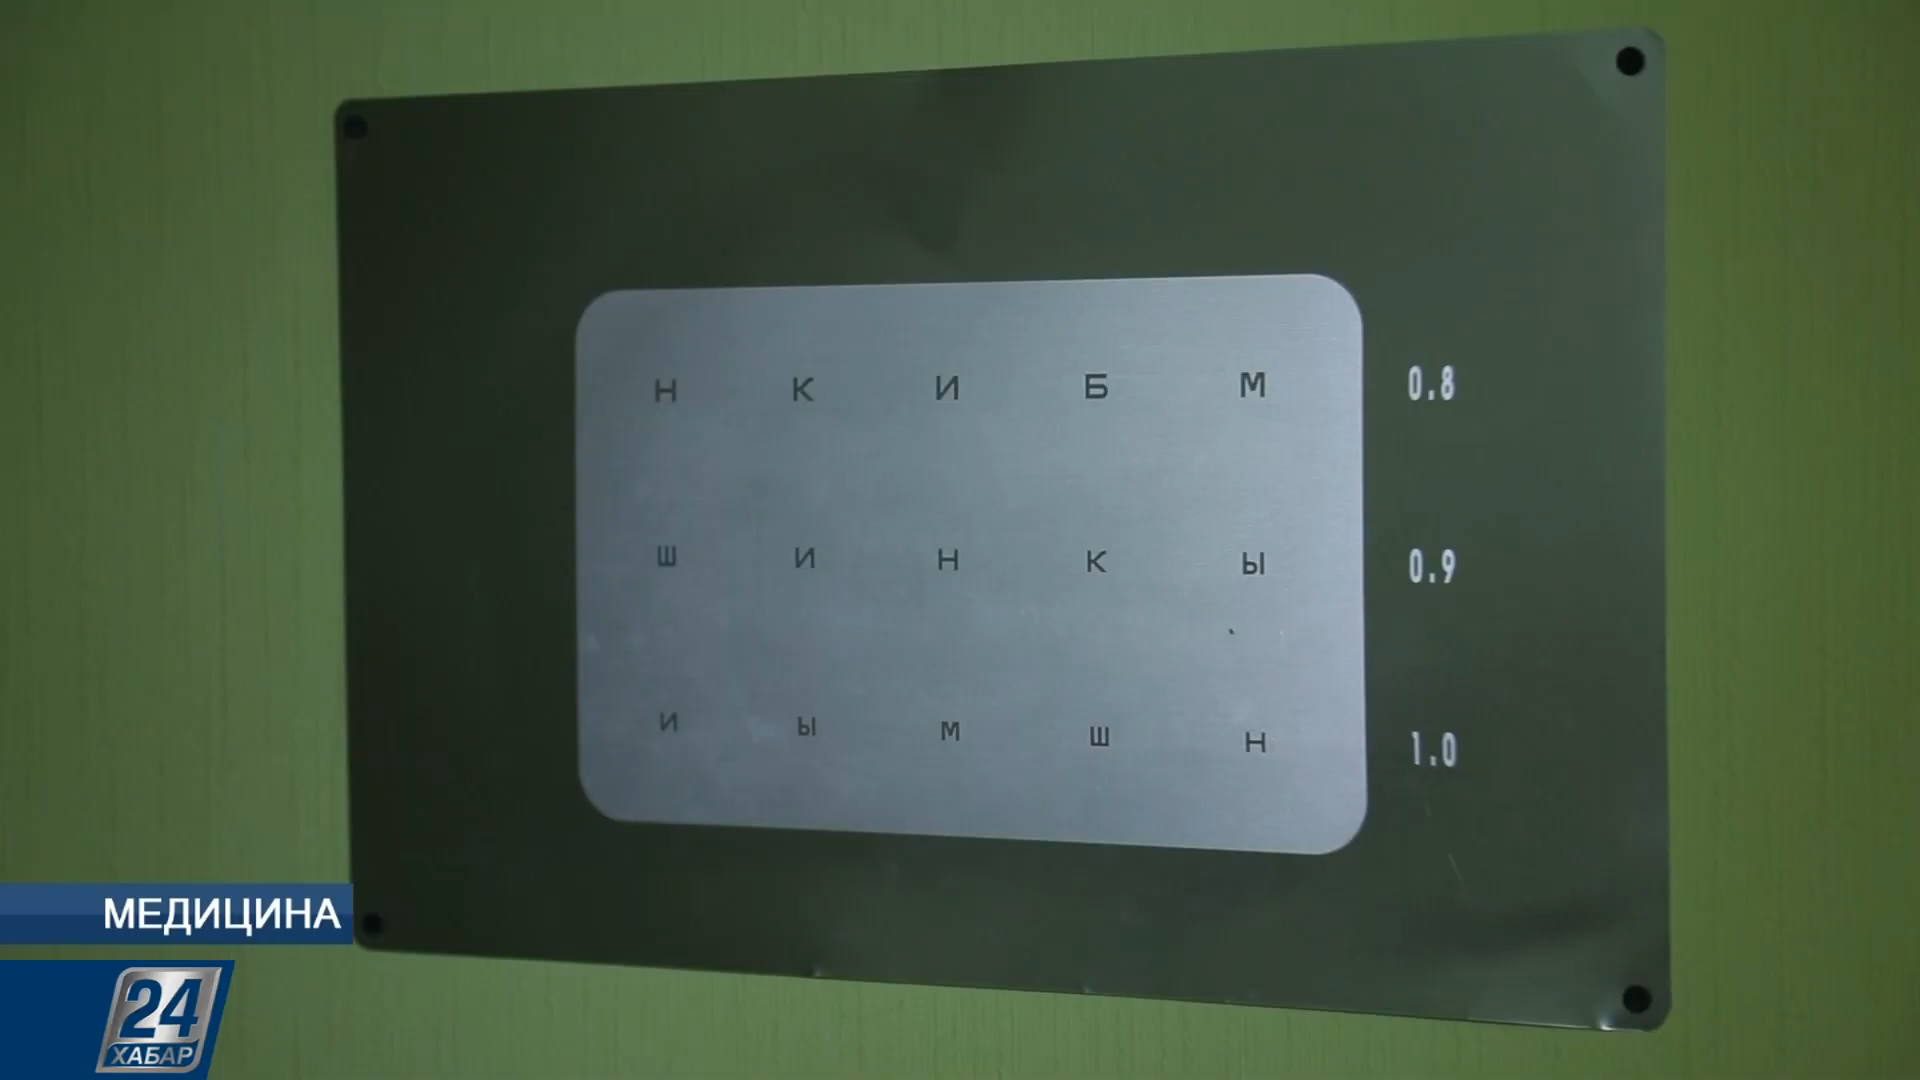 Н К И Б М 0.8
Ш И Н К Ы 0.9
И Ы М Ш Н 1.0
МЕДИЦИНА
24
ХАБАР